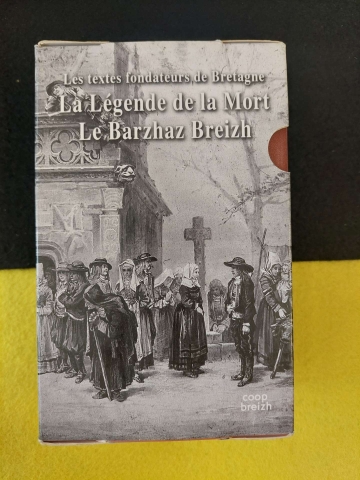 Les textes fondateurs de Bretagne
La Légende de la Mort
Le Barzhaz Breizh
coop
breizh